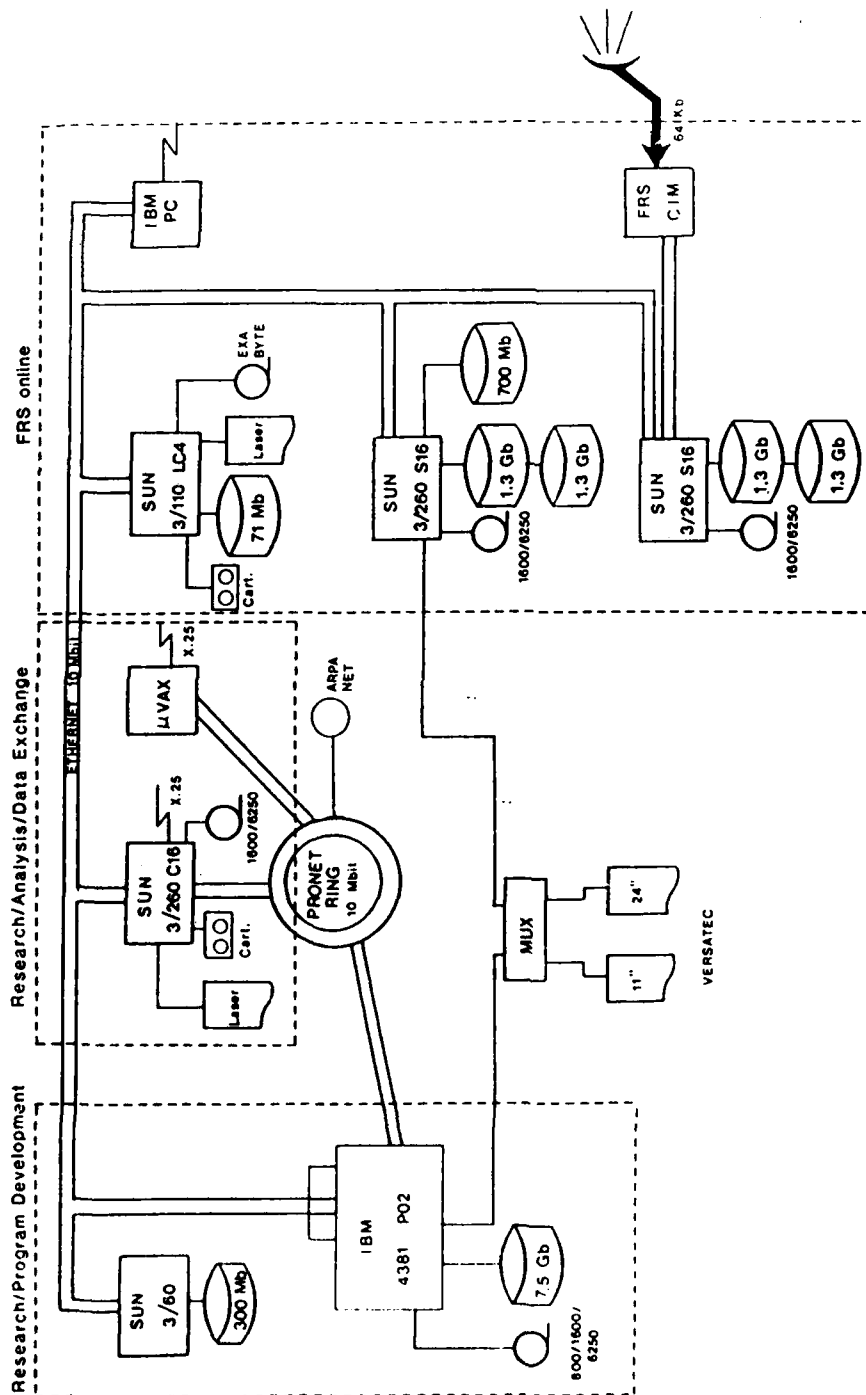 Research/Program Development
Research/Analysis/Data Exchange
FRS online
ETHERNET 10 Mbit
SUN
3/60
300 Mb
IBM
4381 P02
7.5 Gb
800/1600/
6250
SUN
3/260 C16
X.25
1600/6250
Cart.
Laser
µVAX
X.25
PRONET
RING
10 Mbit
ARPA
NET
MUX
11"
24"
VERSATEC
SUN
3/110 LC4
Cart.
71 Mb
Laser
EXA
BYTE
IBM
PC
SUN
3/260 S16
1600/6250
1.3 Gb
1.3 Gb
700 Mb
SUN
3/260 S16
1600/6250
1.3 Gb
1.3 Gb
FRS
CIM